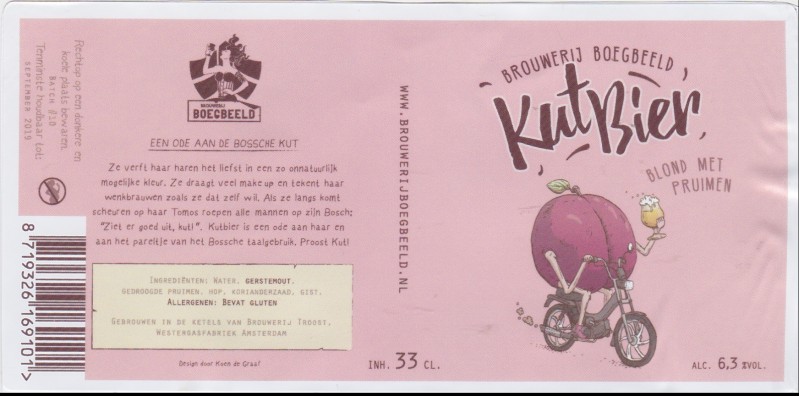 Rechtop op een donkere en
koele plaats bewaren.
BATCH #10
Tenminste houdbaar tot:
SEPTEMBER 2019
8 719326 169101 >
BROUWERIJ
BOEGBEELD
EEN ODE AAN DE BOSSCHE KUT
Ze verft haar haren het liefst in een zo onnatuurlijk
mogelijke kleur. Ze draagt veel make up en tekent haar
wenkbrauwen zoals ze dat zelf wil. Als ze langs komt
scheuren op haar Tomos roepen alle mannen op zijn Bosch;
"Ziet er goed uit, kut!". Kutbier is een ode aan haar en
aan het pareltje van het Bossche taalgebruik. Proost Kut!
INGREDIËNTEN: WATER, GERSTEMOUT,
GEDROOGDE PRUIMEN, HOP, KORIANDERZAAD, GIST.
ALLERGENEN: BEVAT GLUTEN
GEBROUWEN IN DE KETELS VAN BROUWERIJ TROOST,
WESTERGASFABRIEK AMSTERDAM
Design door Koen de Graaf
WWW.BROUWERIJBOEGBEELD.NL
INH. 33 CL.
BROUWERIJ BOEGBEELD
KutBier
BLOND MET
PRUIMEN
ALC. 6,3 %VOL.